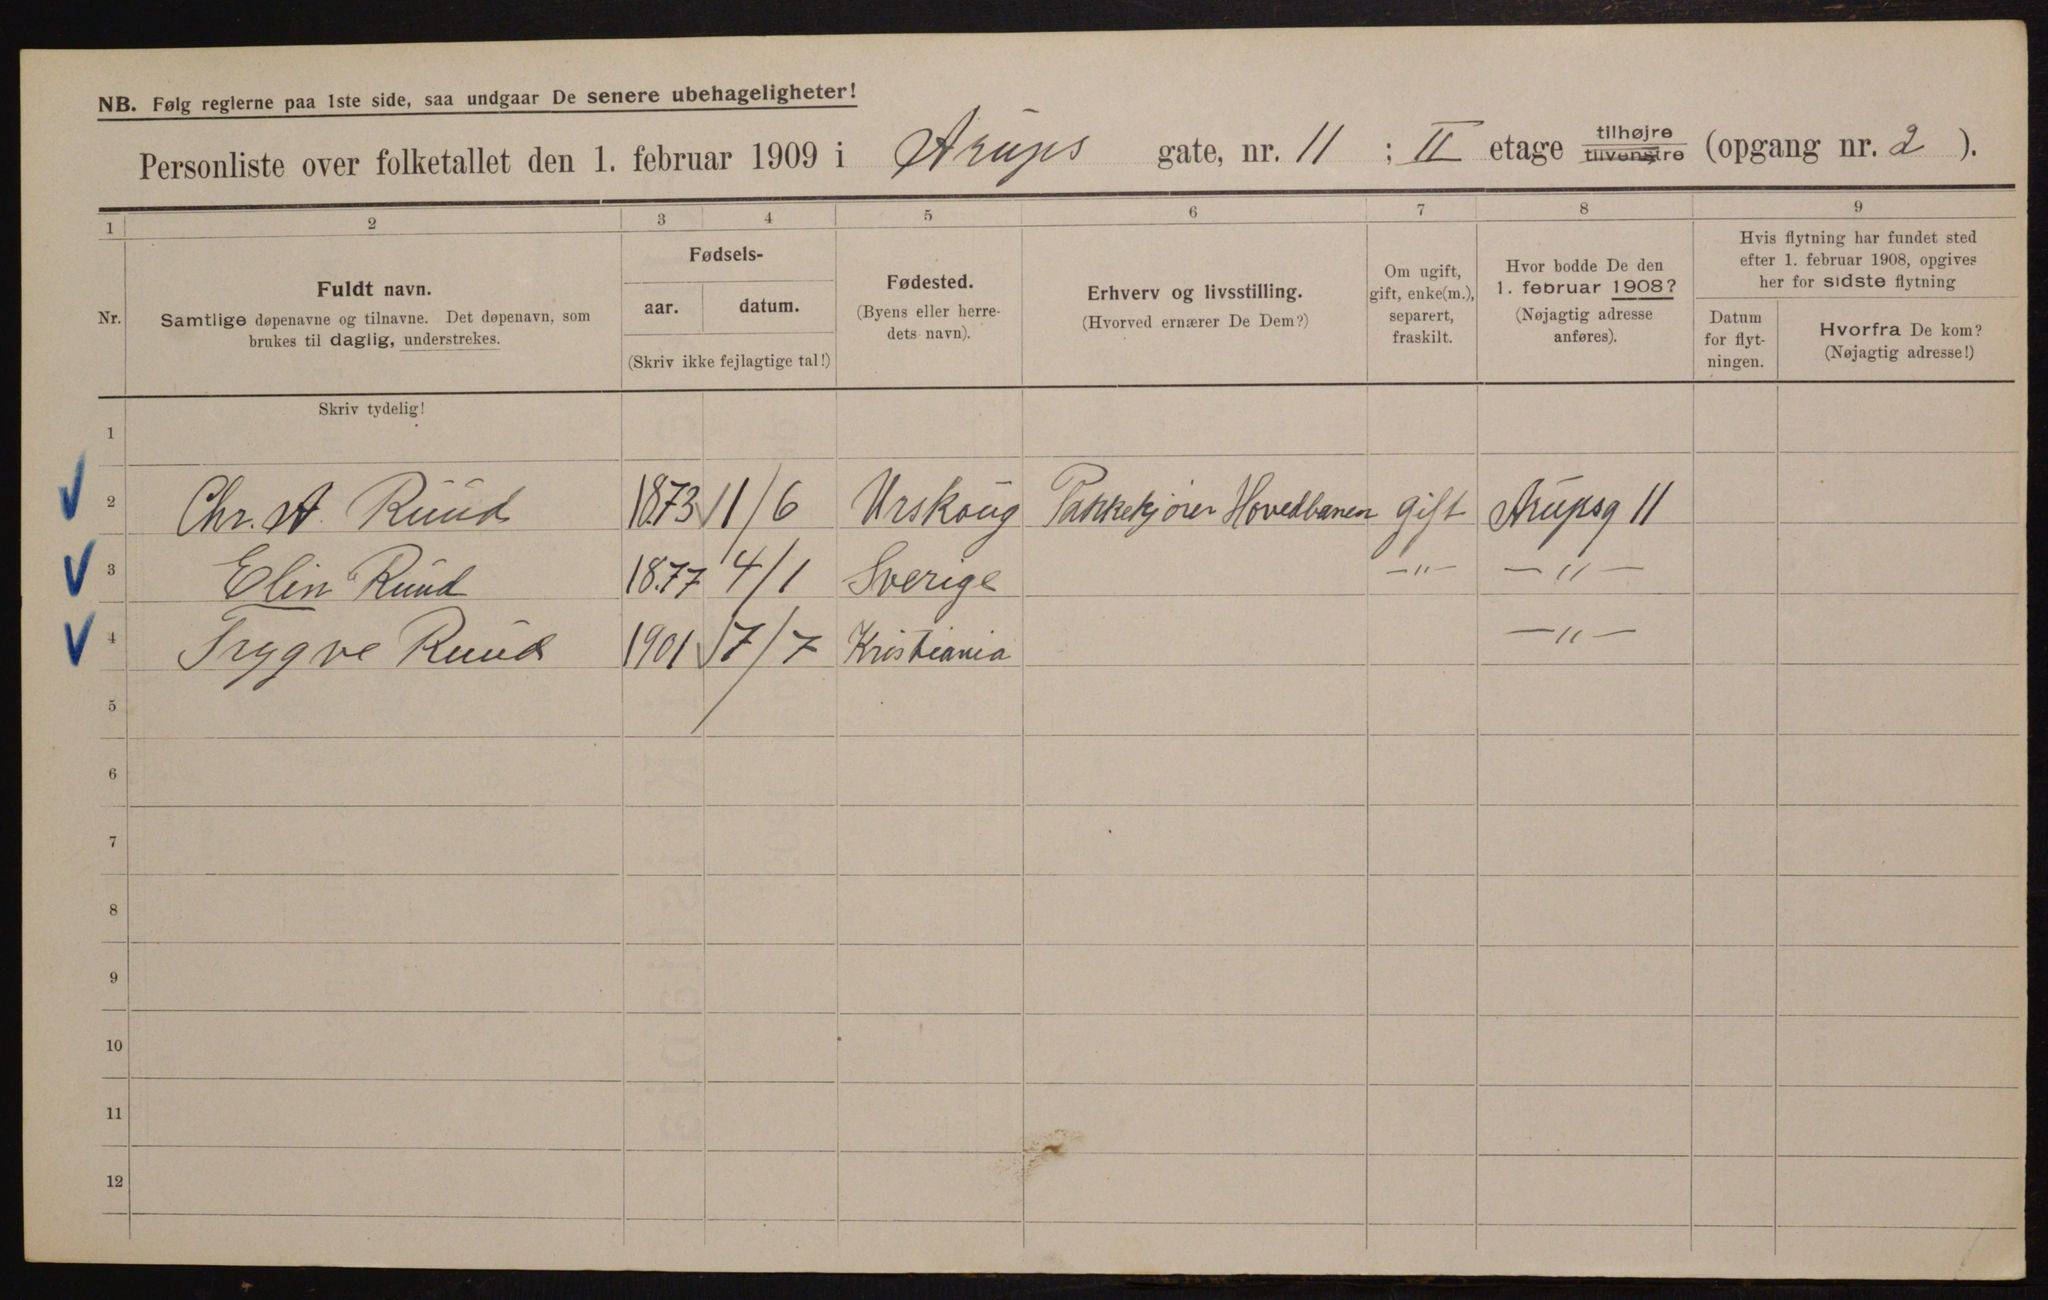 NB. Følg reglerne paa 1ste side, saa undgaar De senere ubehageligheter!
Personliste over folketallet den 1. februar 1909 i Arups gate, nr. 11 ; II etage tilhøjre tilvenstre (opgang nr. 2 ).
1 2 3 4 5 6 7 8 9
Nr.
Fuldt navn.
Samtlige døpenavne og tilnavne. Det døpenavn, som
brukes til daglig, understrekes.
Fødsels-
aar. datum.
(Skriv ikke fejlagtige tal!)
Fødested.
(Byens eller herre-
dets navn).
Erhverv og livsstilling.
(Hvorved ernærer De Dem?)
Om ugift,
gift, enke(m.),
separert,
fraskilt.
Hvor bodde De den
1. februar 1908?
(Nøjagtig adresse
anføres).
Hvis flytning har fundet sted
efter 1. februar 1908, opgives
her for sidste flytning
Datum
for flyt-
ningen.
Hvorfra De kom?
(Nøjagtig adresse!)
Skriv tydelig!
1
2 Chr. A. Ruud 1873 11/6 Urskoug Pakkekjører Hovedbanen gift Arupsg 11
3 Elin Ruud 1877 4/1 Sverige —"— —"—
4 Trygve Ruud 1901 7/7 Kristiania —"—
5
6
7
8
9
10
11
12